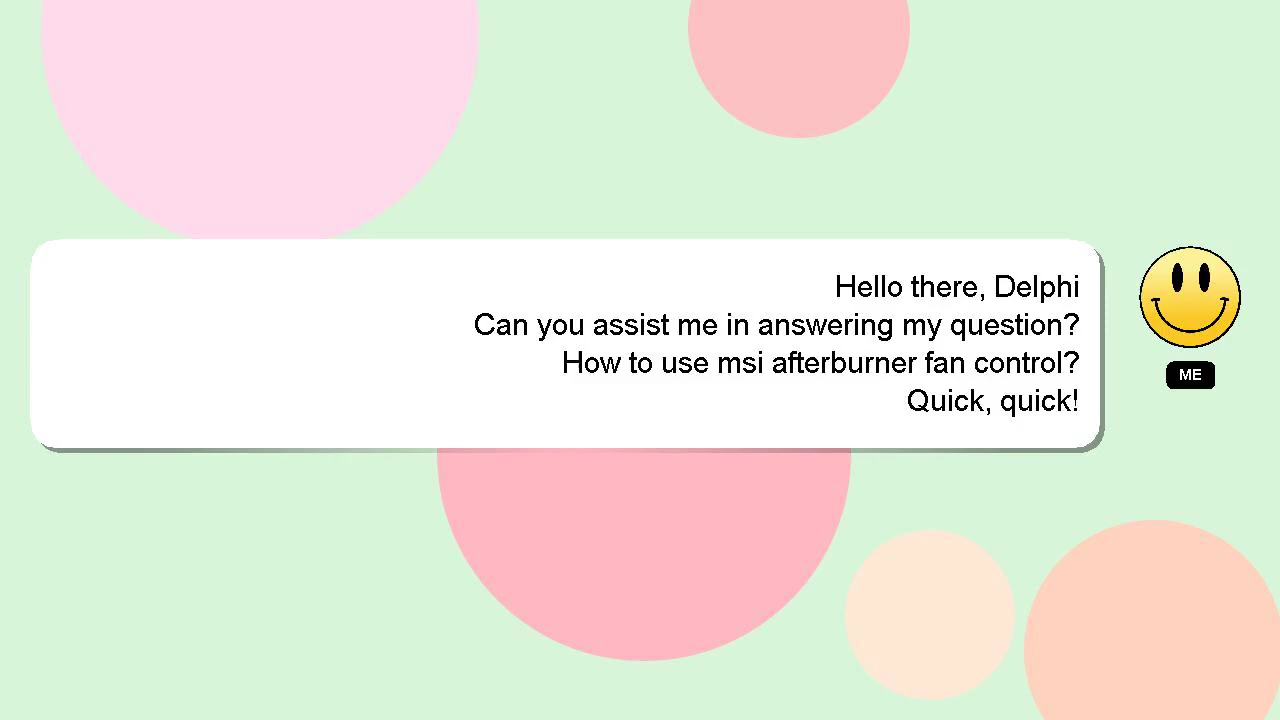 Hello there, Delphi
Can you assist me in answering my question?
How to use msi afterburner fan control?
Quick, quick!
ME